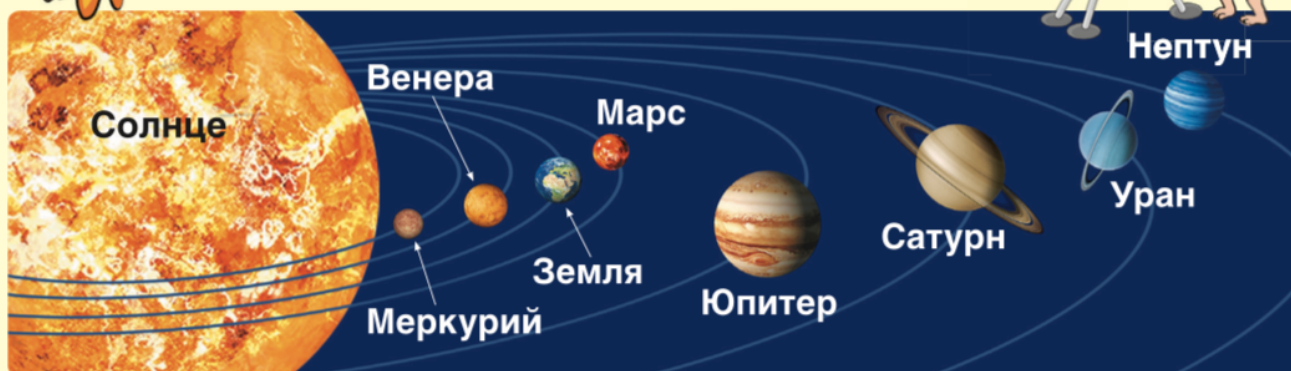 Солнце
Меркурий
Венера
Земля
Марс
Юпитер
Сатурн
Уран
Нептун